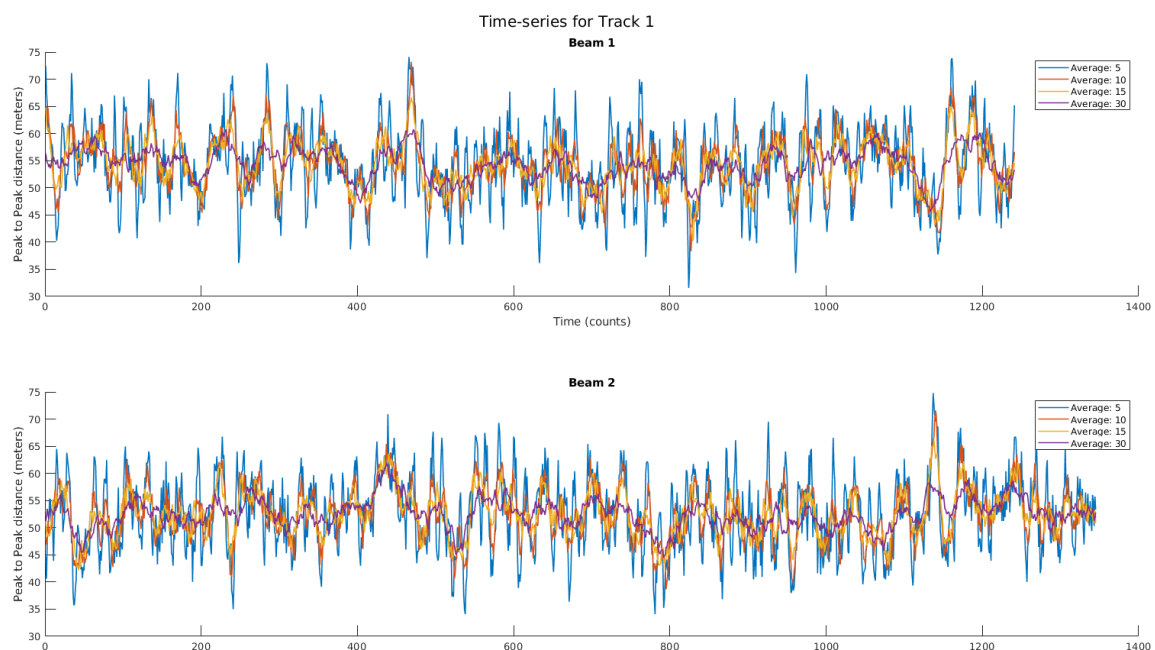 Time-series for Track 1
Beam 1
Peak to Peak distance (meters)
75
70
65
60
55
50
45
40
35
30
0 200 400 600 800 1000 1200 1400
Time (counts)
Average: 5
Average: 10
Average: 15
Average: 30
Beam 2
Peak to Peak distance (meters)
75
70
65
60
55
50
45
40
35
30
0 200 400 600 800 1000 1200 1400
Average: 5
Average: 10
Average: 15
Average: 30